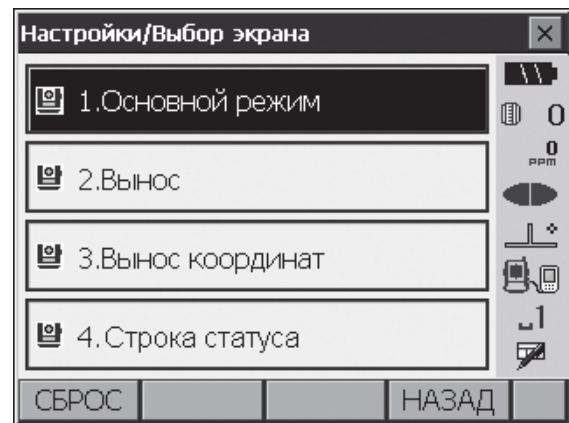 Настройки/Выбор экрана
1.Основной режим
0
0
ppm
2.Вынос
3.Вынос координат
1
4.Строка статуса
СБРОС НАЗАД